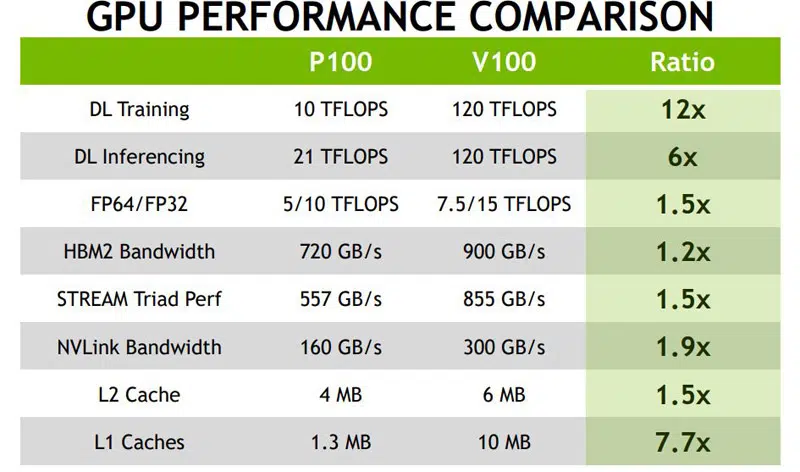 GPU PERFORMANCE COMPARISON
P100 V100 Ratio
DL Training 10 TFLOPS 120 TFLOPS 12x
DL Inferencing 21 TFLOPS 120 TFLOPS 6x
FP64/FP32 5/10 TFLOPS 7.5/15 TFLOPS 1.5x
HBM2 Bandwidth 720 GB/s 900 GB/s 1.2x
STREAM Triad Perf 557 GB/s 855 GB/s 1.5x
NVLink Bandwidth 160 GB/s 300 GB/s 1.9x
L2 Cache 4 MB 6 MB 1.5x
L1 Caches 1.3 MB 10 MB 7.7x